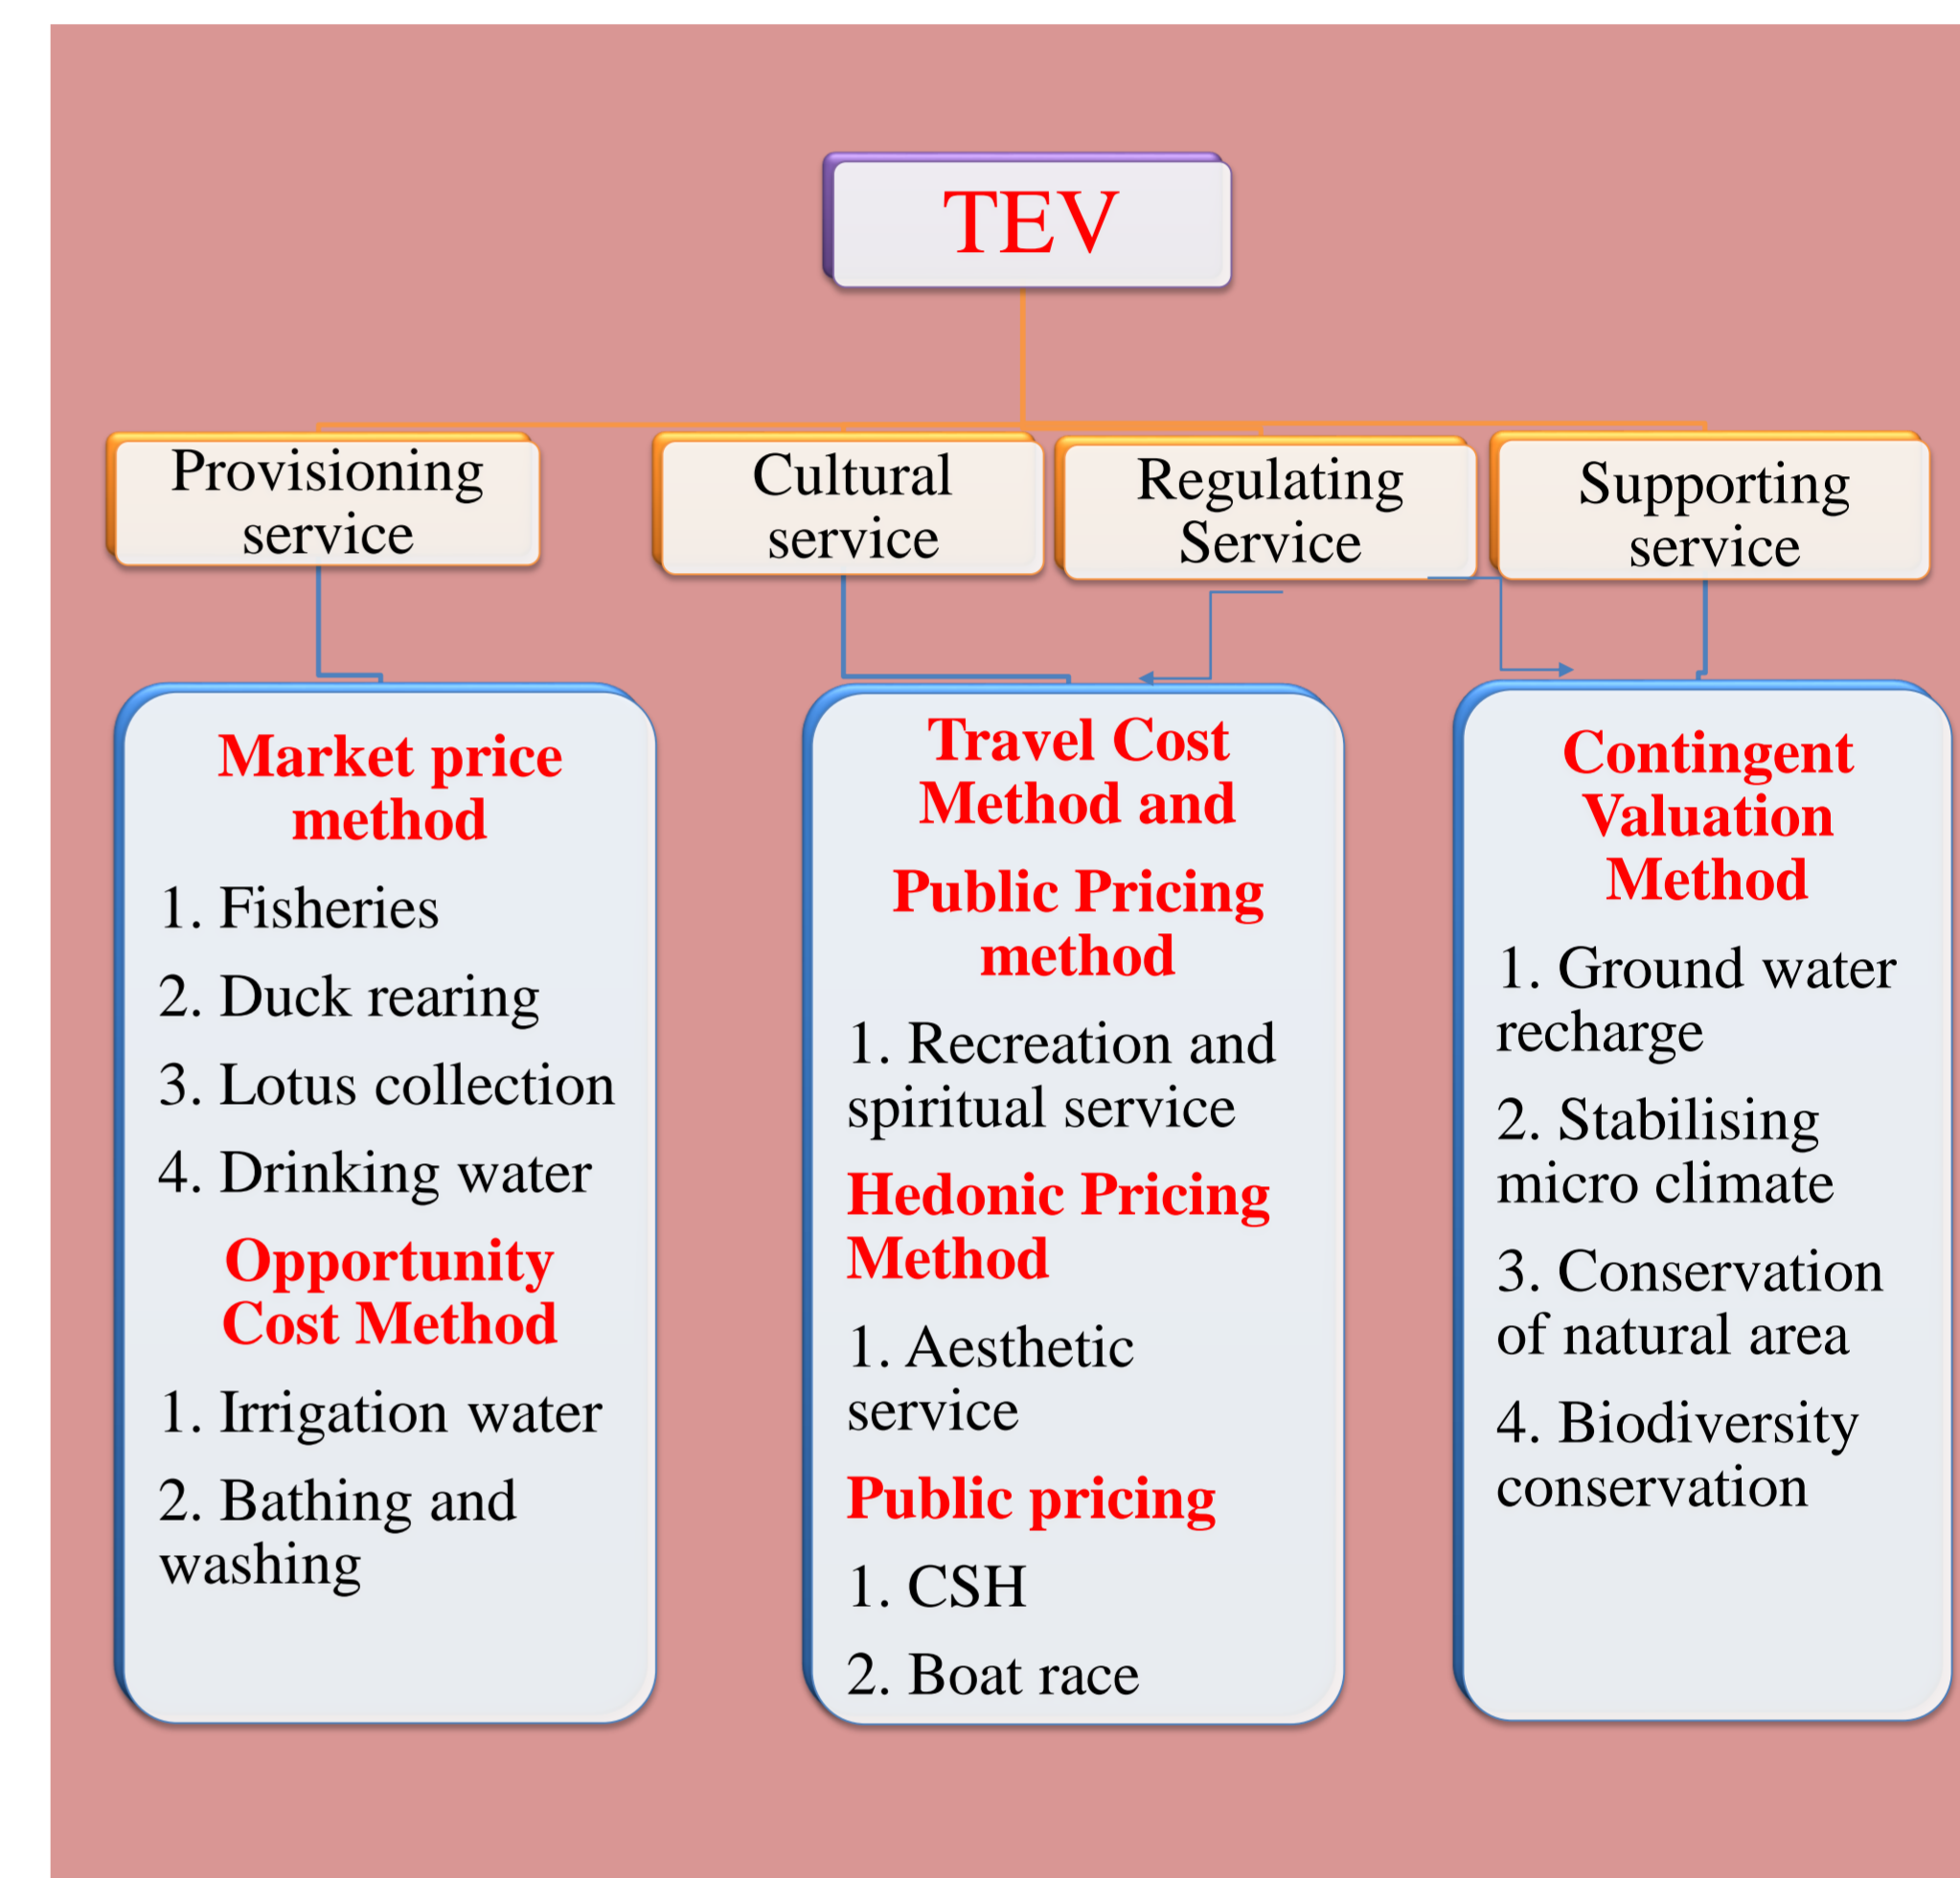 TEV
Provisioning
service
Cultural
service
Regulating
Service
Supporting
service
Market price
method
1. Fisheries
2. Duck rearing
3. Lotus collection
4. Drinking water
Opportunity
Cost Method
1. Irrigation water
2. Bathing and
washing
Travel Cost
Method and
Public Pricing
method
1. Recreation and
spiritual service
Hedonic Pricing
Method
1. Aesthetic
service
Public pricing
1. CSH
2. Boat race
Contingent
Valuation
Method
1. Ground water
recharge
2. Stabilising
micro climate
3. Conservation
of natural area
4. Biodiversity
conservation